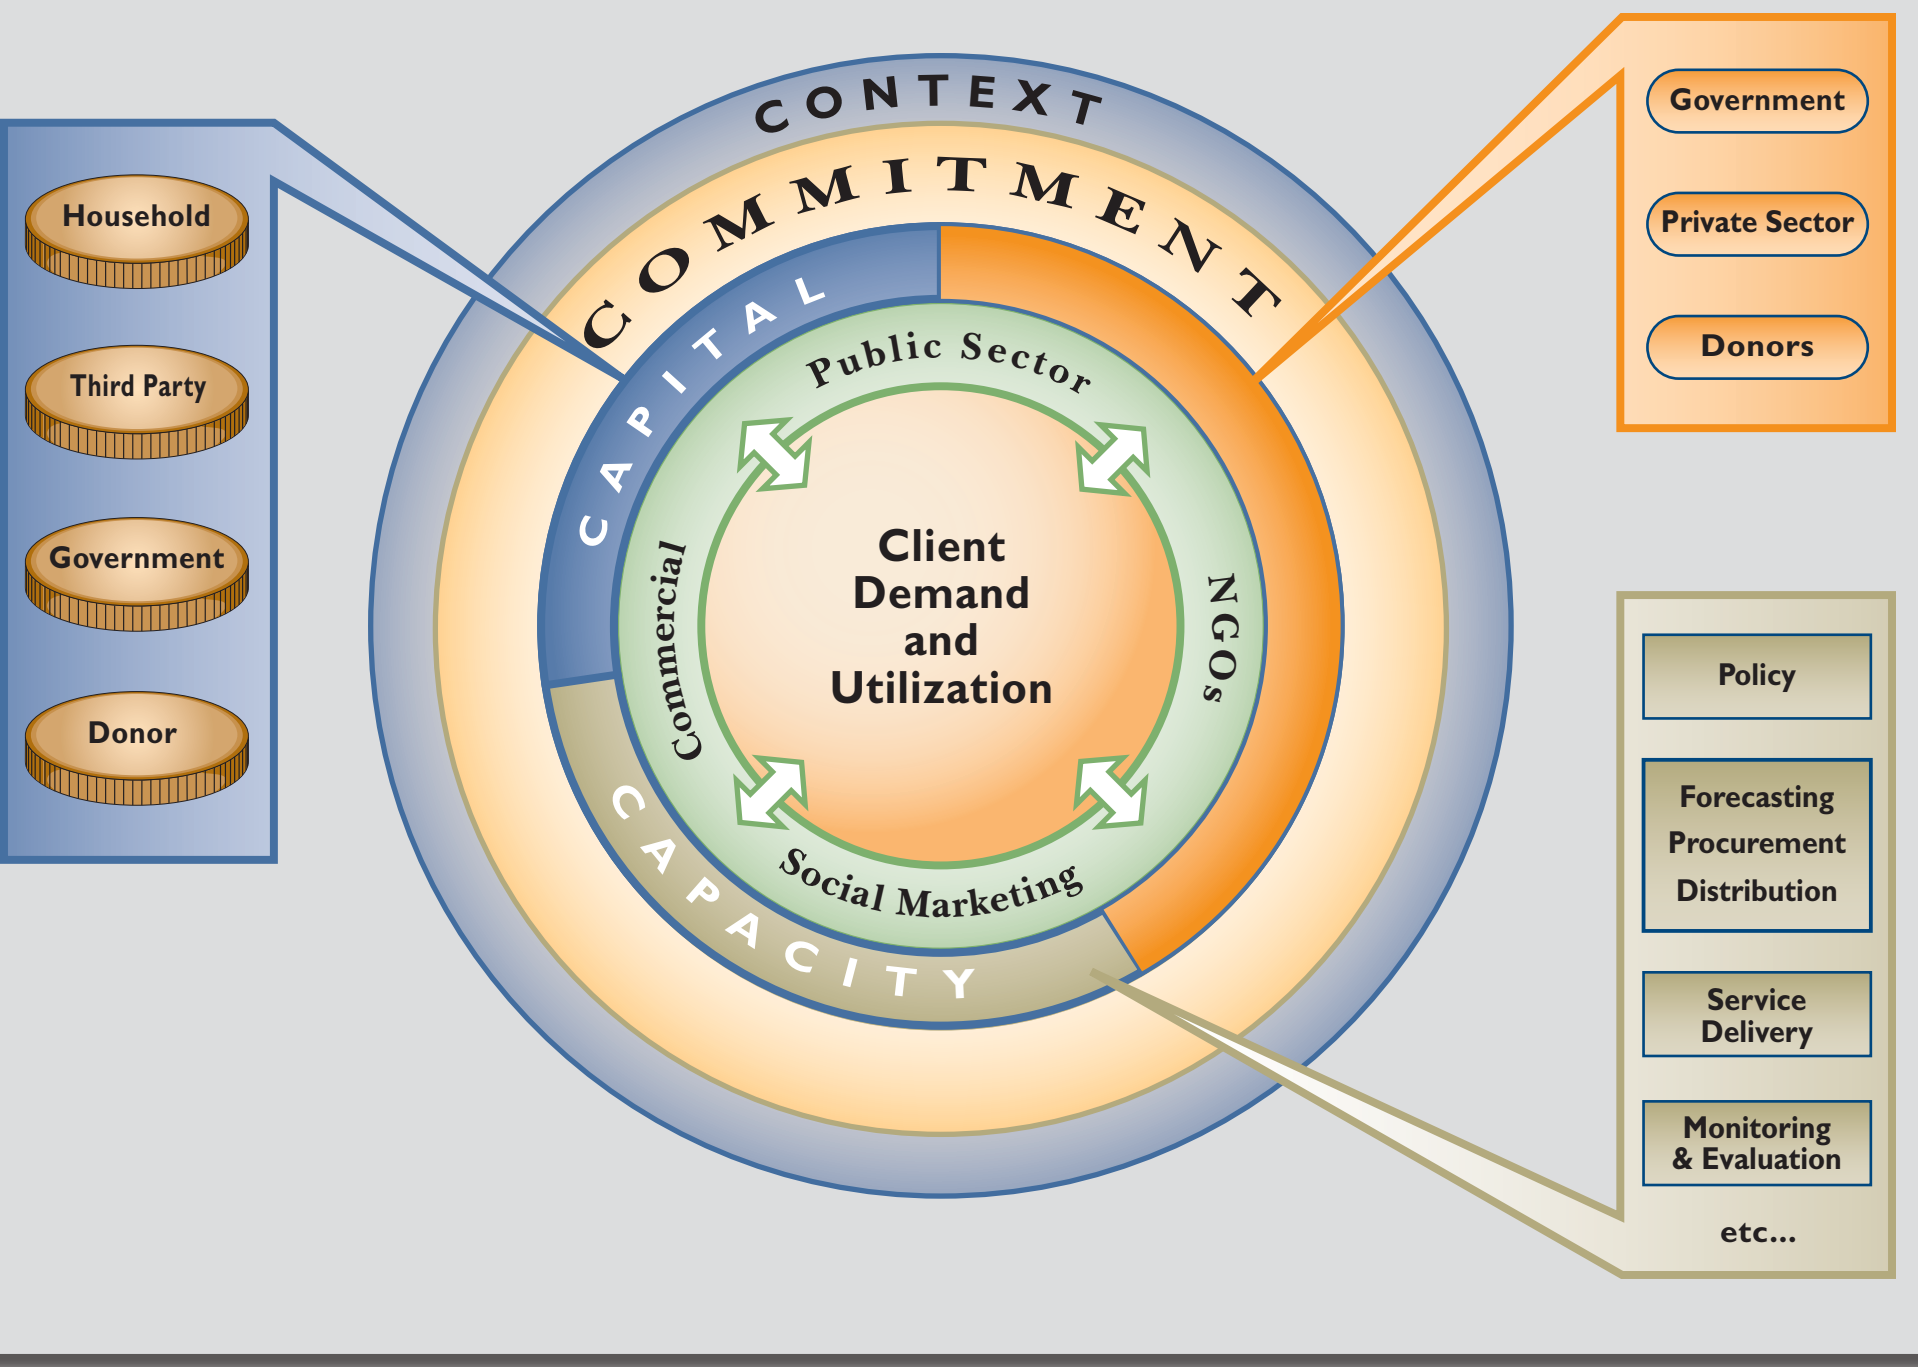 CONTEXT
COMMITMENT
CAPITAL
CAPACITY
Public Sector
NGOs
Social Marketing
Commercial
Client
Demand
and
Utilization
Household
Third Party
Government
Donor
Government
Private Sector
Donors
Policy
Forecasting
Procurement
Distribution
Service
Delivery
Monitoring
& Evaluation
etc...